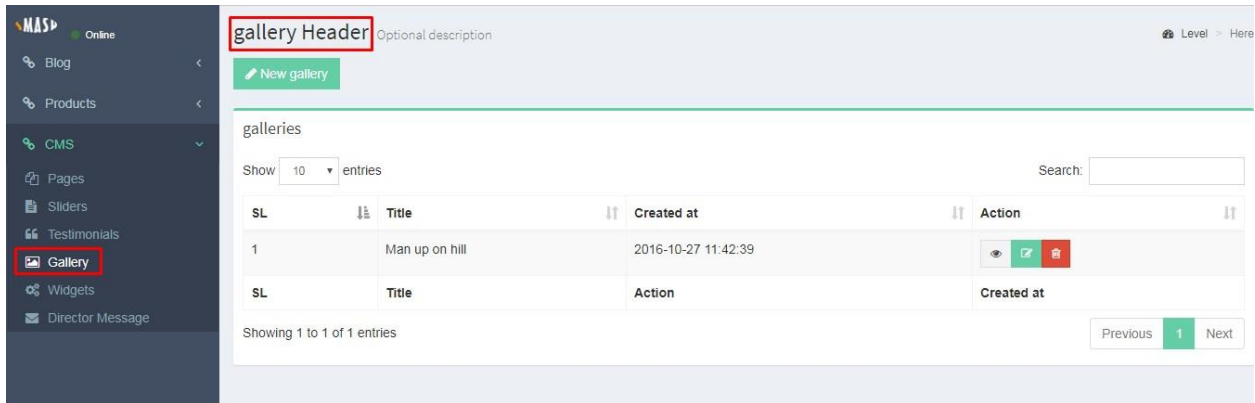 MASP Online
Blog
Products
CMS
Pages
Sliders
Testimonials
Gallery
Widgets
Director Message
gallery Header Optional description
Level > Here
New gallery
galleries
Show 10 entries
Search:
SL Title Created at Action
1 Man up on hill 2016-10-27 11:42:39
SL Title Action Created at
Showing 1 to 1 of 1 entries
Previous 1 Next